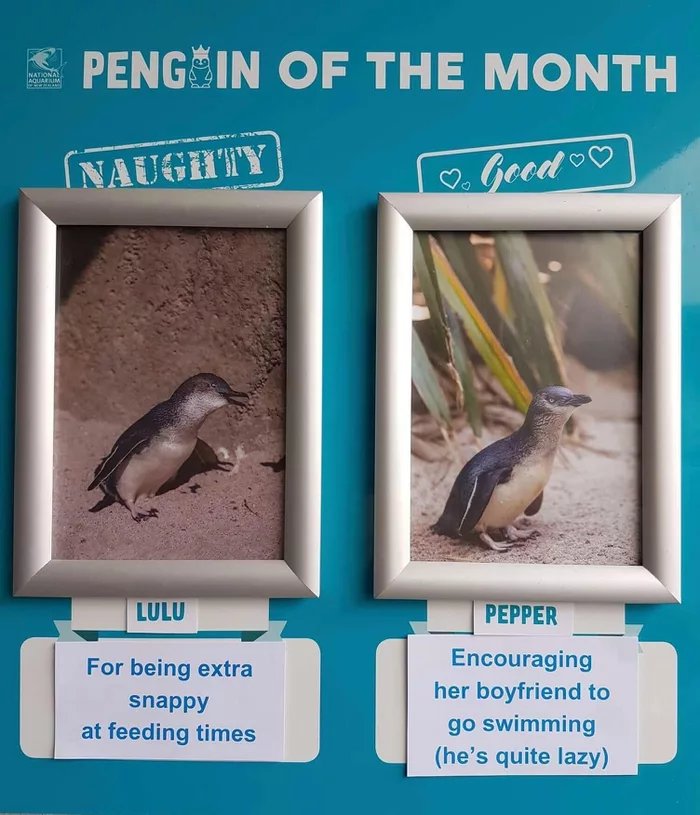 NATIONAL
AQUARIUM
OF NEW ZEALAND
PENGUIN OF THE MONTH
NAUGHTY
Good
LULU
For being extra
snappy
at feeding times
PEPPER
Encouraging
her boyfriend to
go swimming
(he's quite lazy)